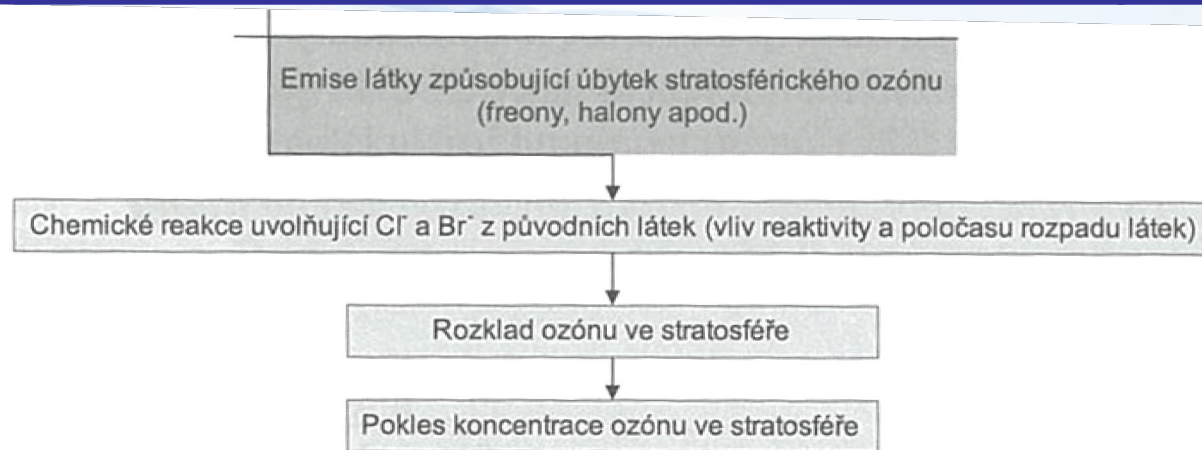 Emise látky způsobující úbytek stratosférického ozónu
(freony, halony apod.)
Chemické reakce uvolňující Cl⁻ a Br⁻ z původních látek (vliv reaktivity a poločasu rozpadu látek)
Rozklad ozónu ve stratosféře
Pokles koncentrace ozónu ve stratosféře